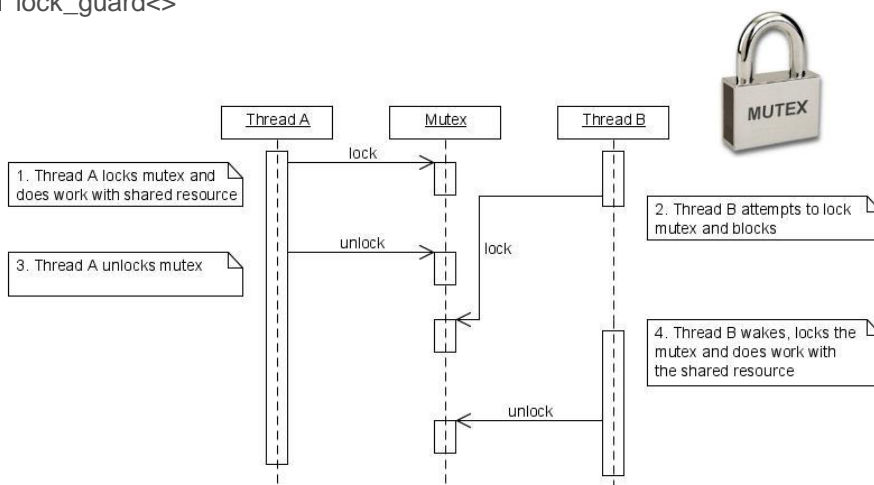 lock_guard<>
MUTEX
Thread A
Mutex
Thread B
lock
1. Thread A locks mutex and
does work with shared resource
2. Thread B attempts to lock
mutex and blocks
unlock
lock
3. Thread A unlocks mutex
4. Thread B wakes, locks the
mutex and does work with
the shared resource
unlock